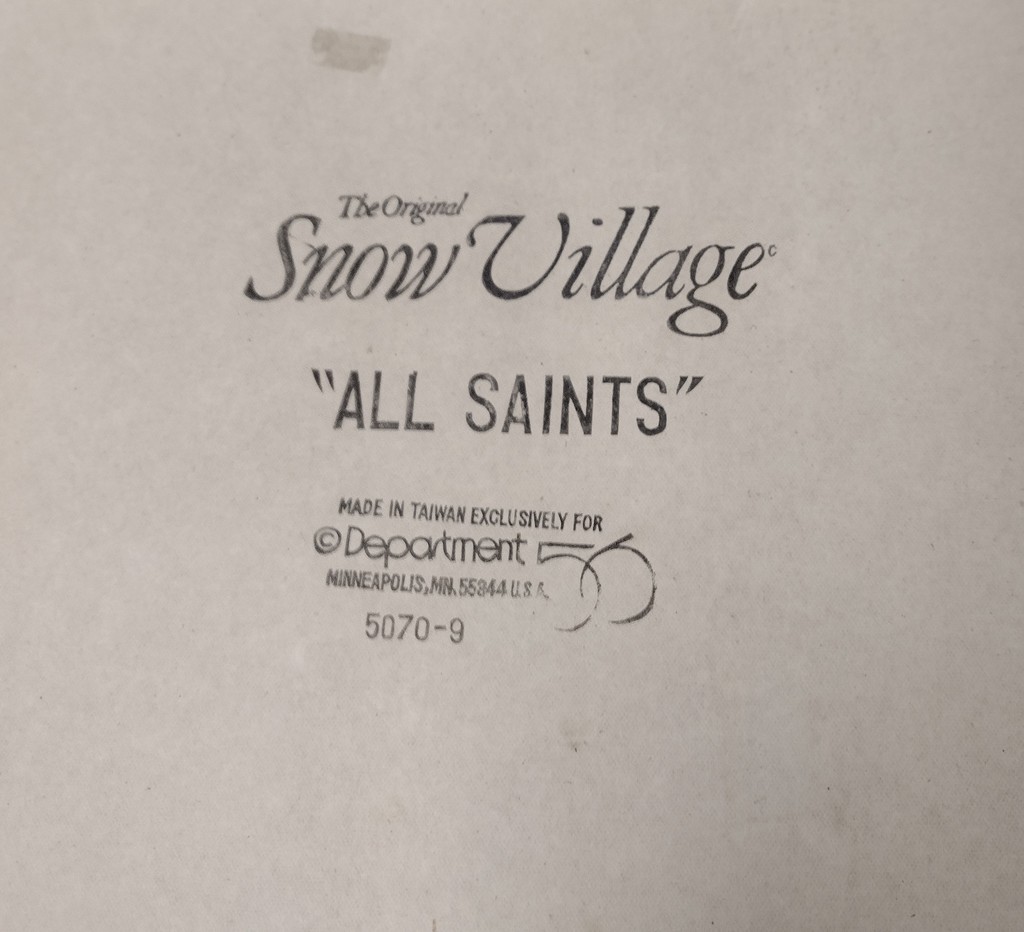 The Original
Snow Village©
"ALL SAINTS"
MADE IN TAIWAN EXCLUSIVELY FOR
© Department 56
MINNEAPOLIS, MN. 55344 U.S.A.
5070-9